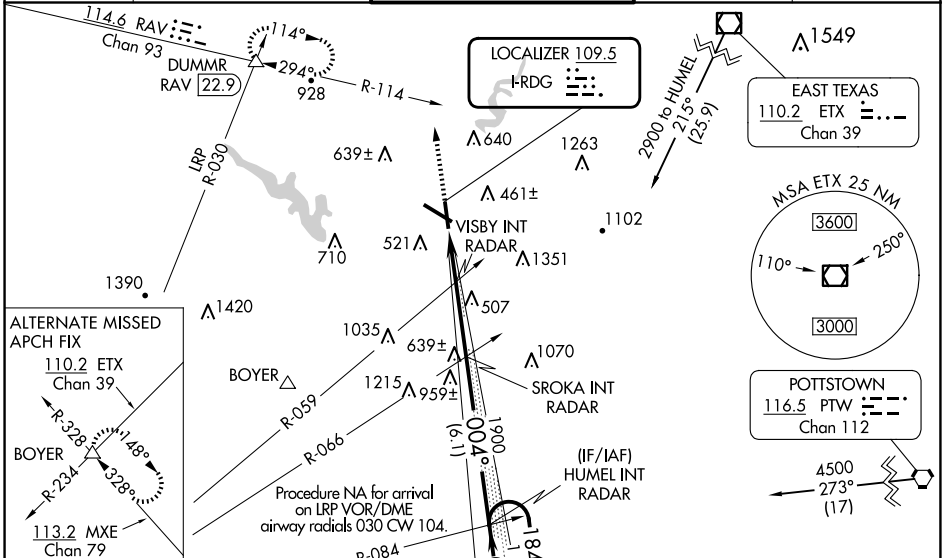 114.6 RAV
Chan 93
DUMMR
RAV 22.9
114°
294°
928
R-114
LRP
R-030
LOCALIZER 109.5
I-RDG
2900 to HUMEL
215°
(25.9)
1549
EAST TEXAS
110.2 ETX
Chan 39
639±
640
1263
461±
1102
710
521
VISBY INT
RADAR
1351
MSA ETX 25 NM
3600
110°
250°
3000
1390
1420
507
1035
639±
1070
1215
959±
SROKA INT
RADAR
BOYER
R-059
R-066
ALTERNATE MISSED
APCH FIX
110.2 ETX
Chan 39
R-328
148°
BOYER
328°
R-234
113.2 MXE
Chan 79
POTTSTOWN
116.5 PTW
Chan 112
4500
273°
(17)
1900
004°
(6.1)
(IF/IAF)
HUMEL INT
RADAR
Procedure NA for arrival
on LRP VOR/DME
airway radials 030 CW 104.
R-084
184